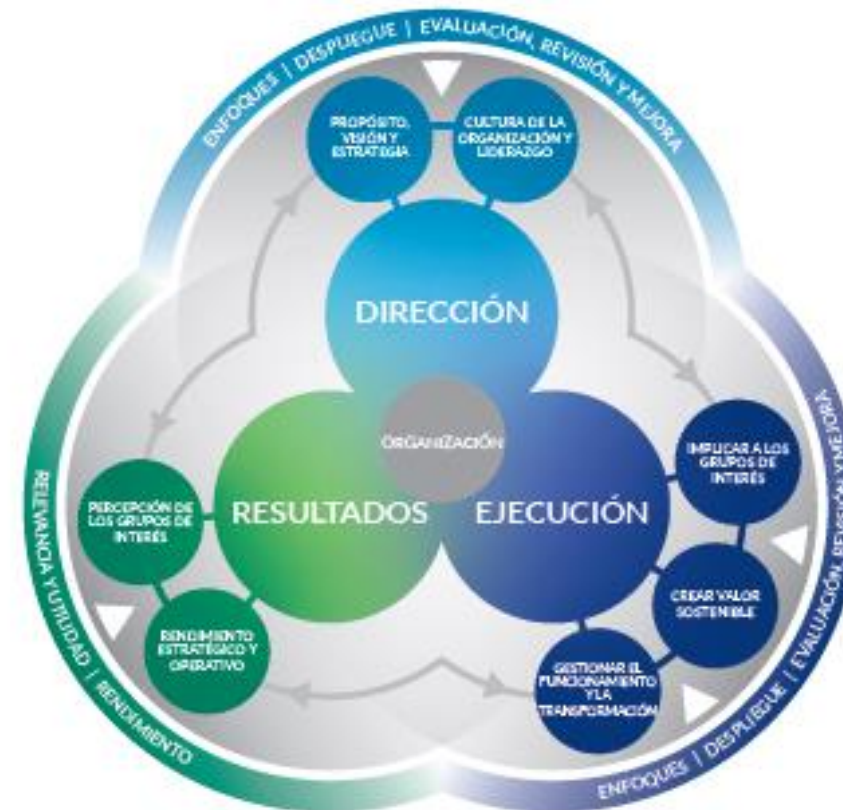 ENFOQUES | DESPLIEGUE | EVALUACIÓN, REVISIÓN Y MEJORA
PROPÓSITO,
VISIÓN Y
ESTRATEGIA
CULTURA DE LA
ORGANIZACIÓN Y
LIDERAZGO
DIRECCIÓN
ORGANIZACIÓN
RESULTADOS
EJECUCIÓN
IMPLICAR A LOS
GRUPOS DE
INTERÉS
CREAR VALOR
SOSTENIBLE
GESTIONAR EL
FUNCIONAMIENTO
Y LA
TRANSFORMACIÓN
ENFOQUES | DESPLIEGUE | EVALUACIÓN, REVISIÓN Y MEJORA
PERCEPCIÓN DE
LOS GRUPOS DE
INTERÉS
RENDIMIENTO
ESTRATÉGICO Y
OPERATIVO
RELEVANCIA Y UTILIDAD | RENDIMIENTO